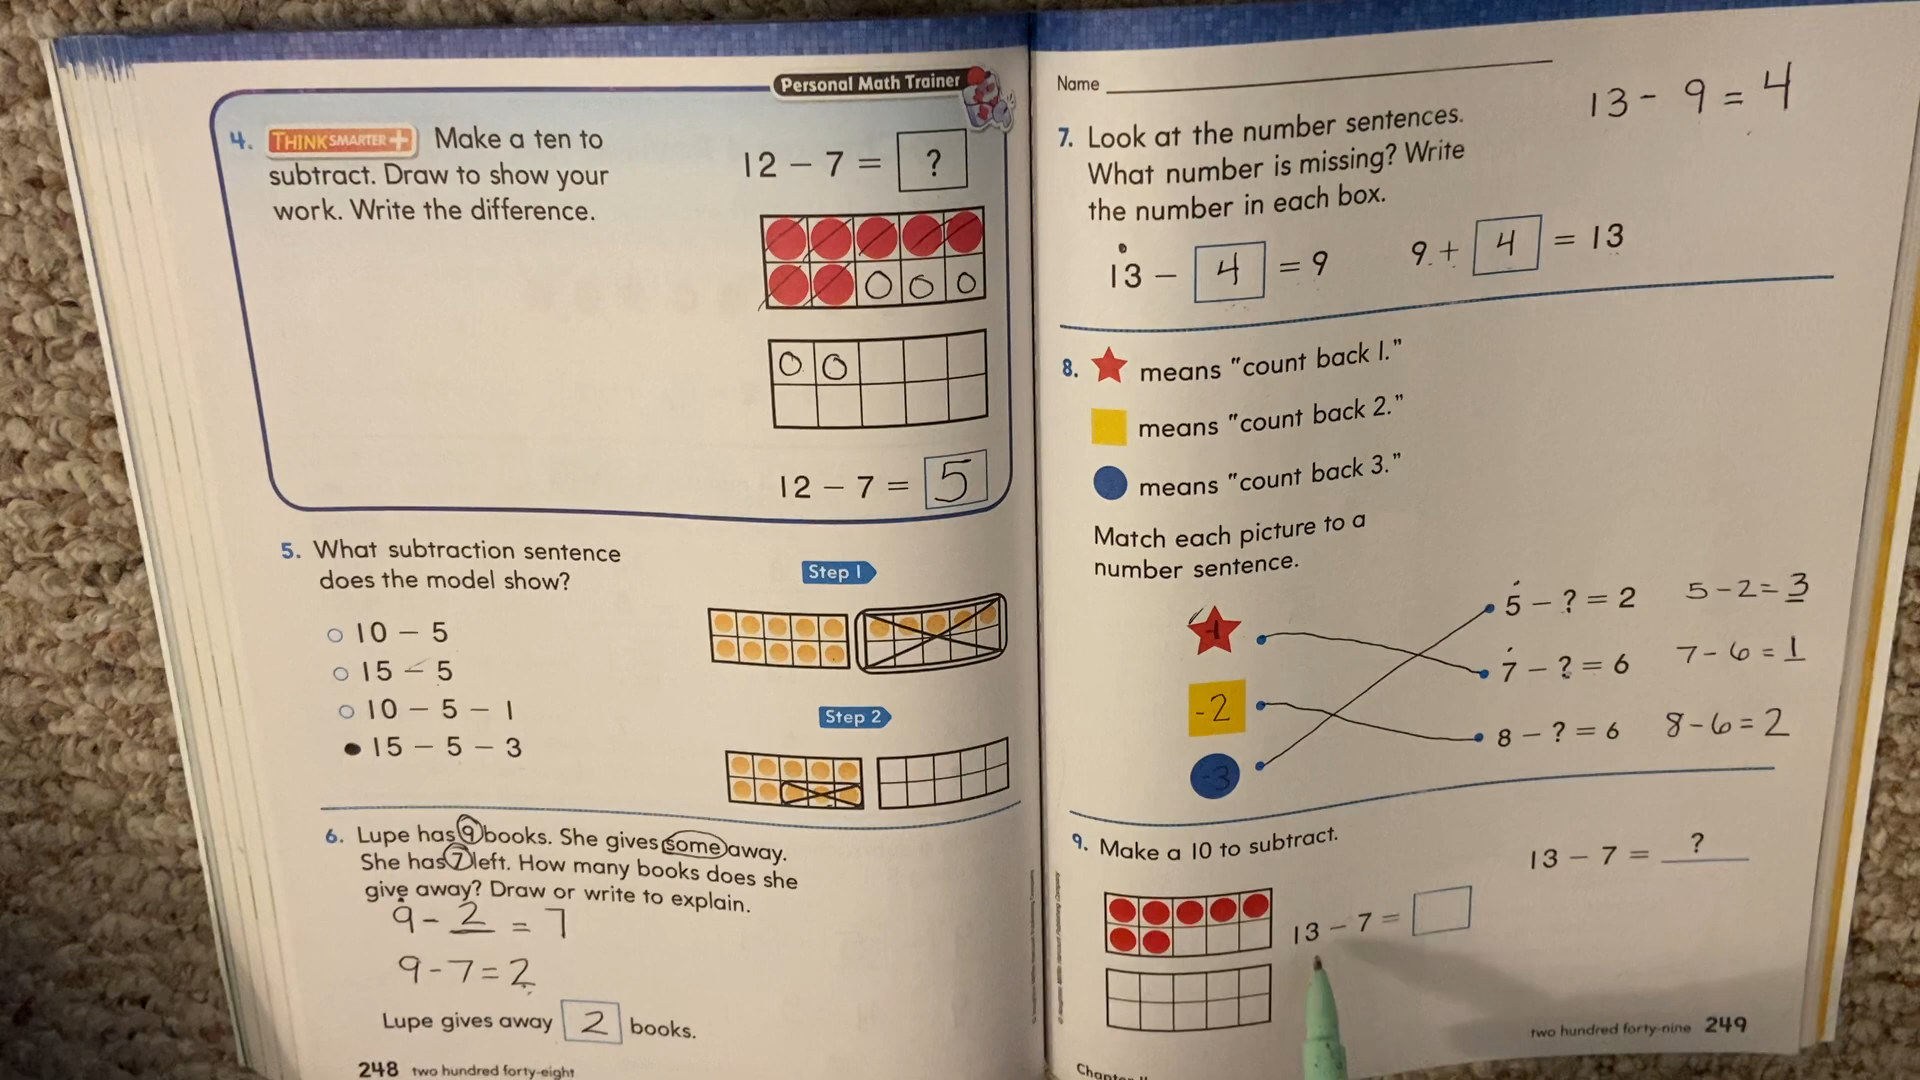 Personal Math Trainer
4. THINK SMARTER + Make a ten to
subtract. Draw to show your
work. Write the difference.
12 − 7 = ?
12 − 7 = 5
5. What subtraction sentence
does the model show?
10 − 5
15 − 5
10 − 5 − 1
15 − 5 − 3
Step 1
Step 2
6. Lupe has 9 books. She gives some away.
She has 7 left. How many books does she
give away? Draw or write to explain.
9 - 2 = 7
9 - 7 = 2
Lupe gives away 2 books.
248 two hundred forty-eight
Name
13 - 9 = 4
7. Look at the number sentences.
What number is missing? Write
the number in each box.
13 − 4 = 9
9 + 4 = 13
8. means "count back 1."
means "count back 2."
means "count back 3."
Match each picture to a
number sentence.
-1
-2
-3
5 − ? = 2
7 − ? = 6
8 − ? = 6
5 - 2 = 3
7 - 6 = 1
8 - 6 = 2
9. Make a 10 to subtract.
13 − 7 = ?
13 − 7 =
two hundred forty-nine 249